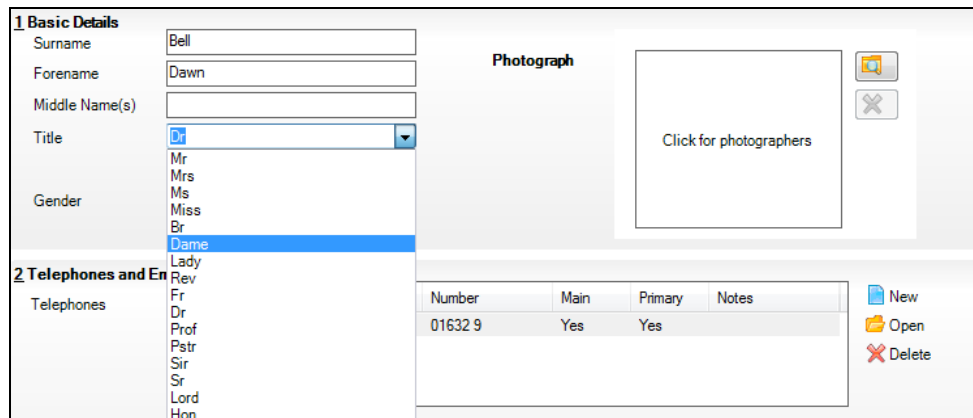 1 Basic Details
Surname Bell
Forename Dawn
Photograph
Middle Name(s)
Title Dr
Click for photographers
Mr
Mrs
Ms
Miss
Gender
Br
Dame
Lady
2 Telephones and En
Rev
Fr
Telephones
Dr
Prof
Pstr
Sir
Sr
Lord
Hon
Number Main Primary Notes
01632 9 Yes Yes
New
Open
Delete